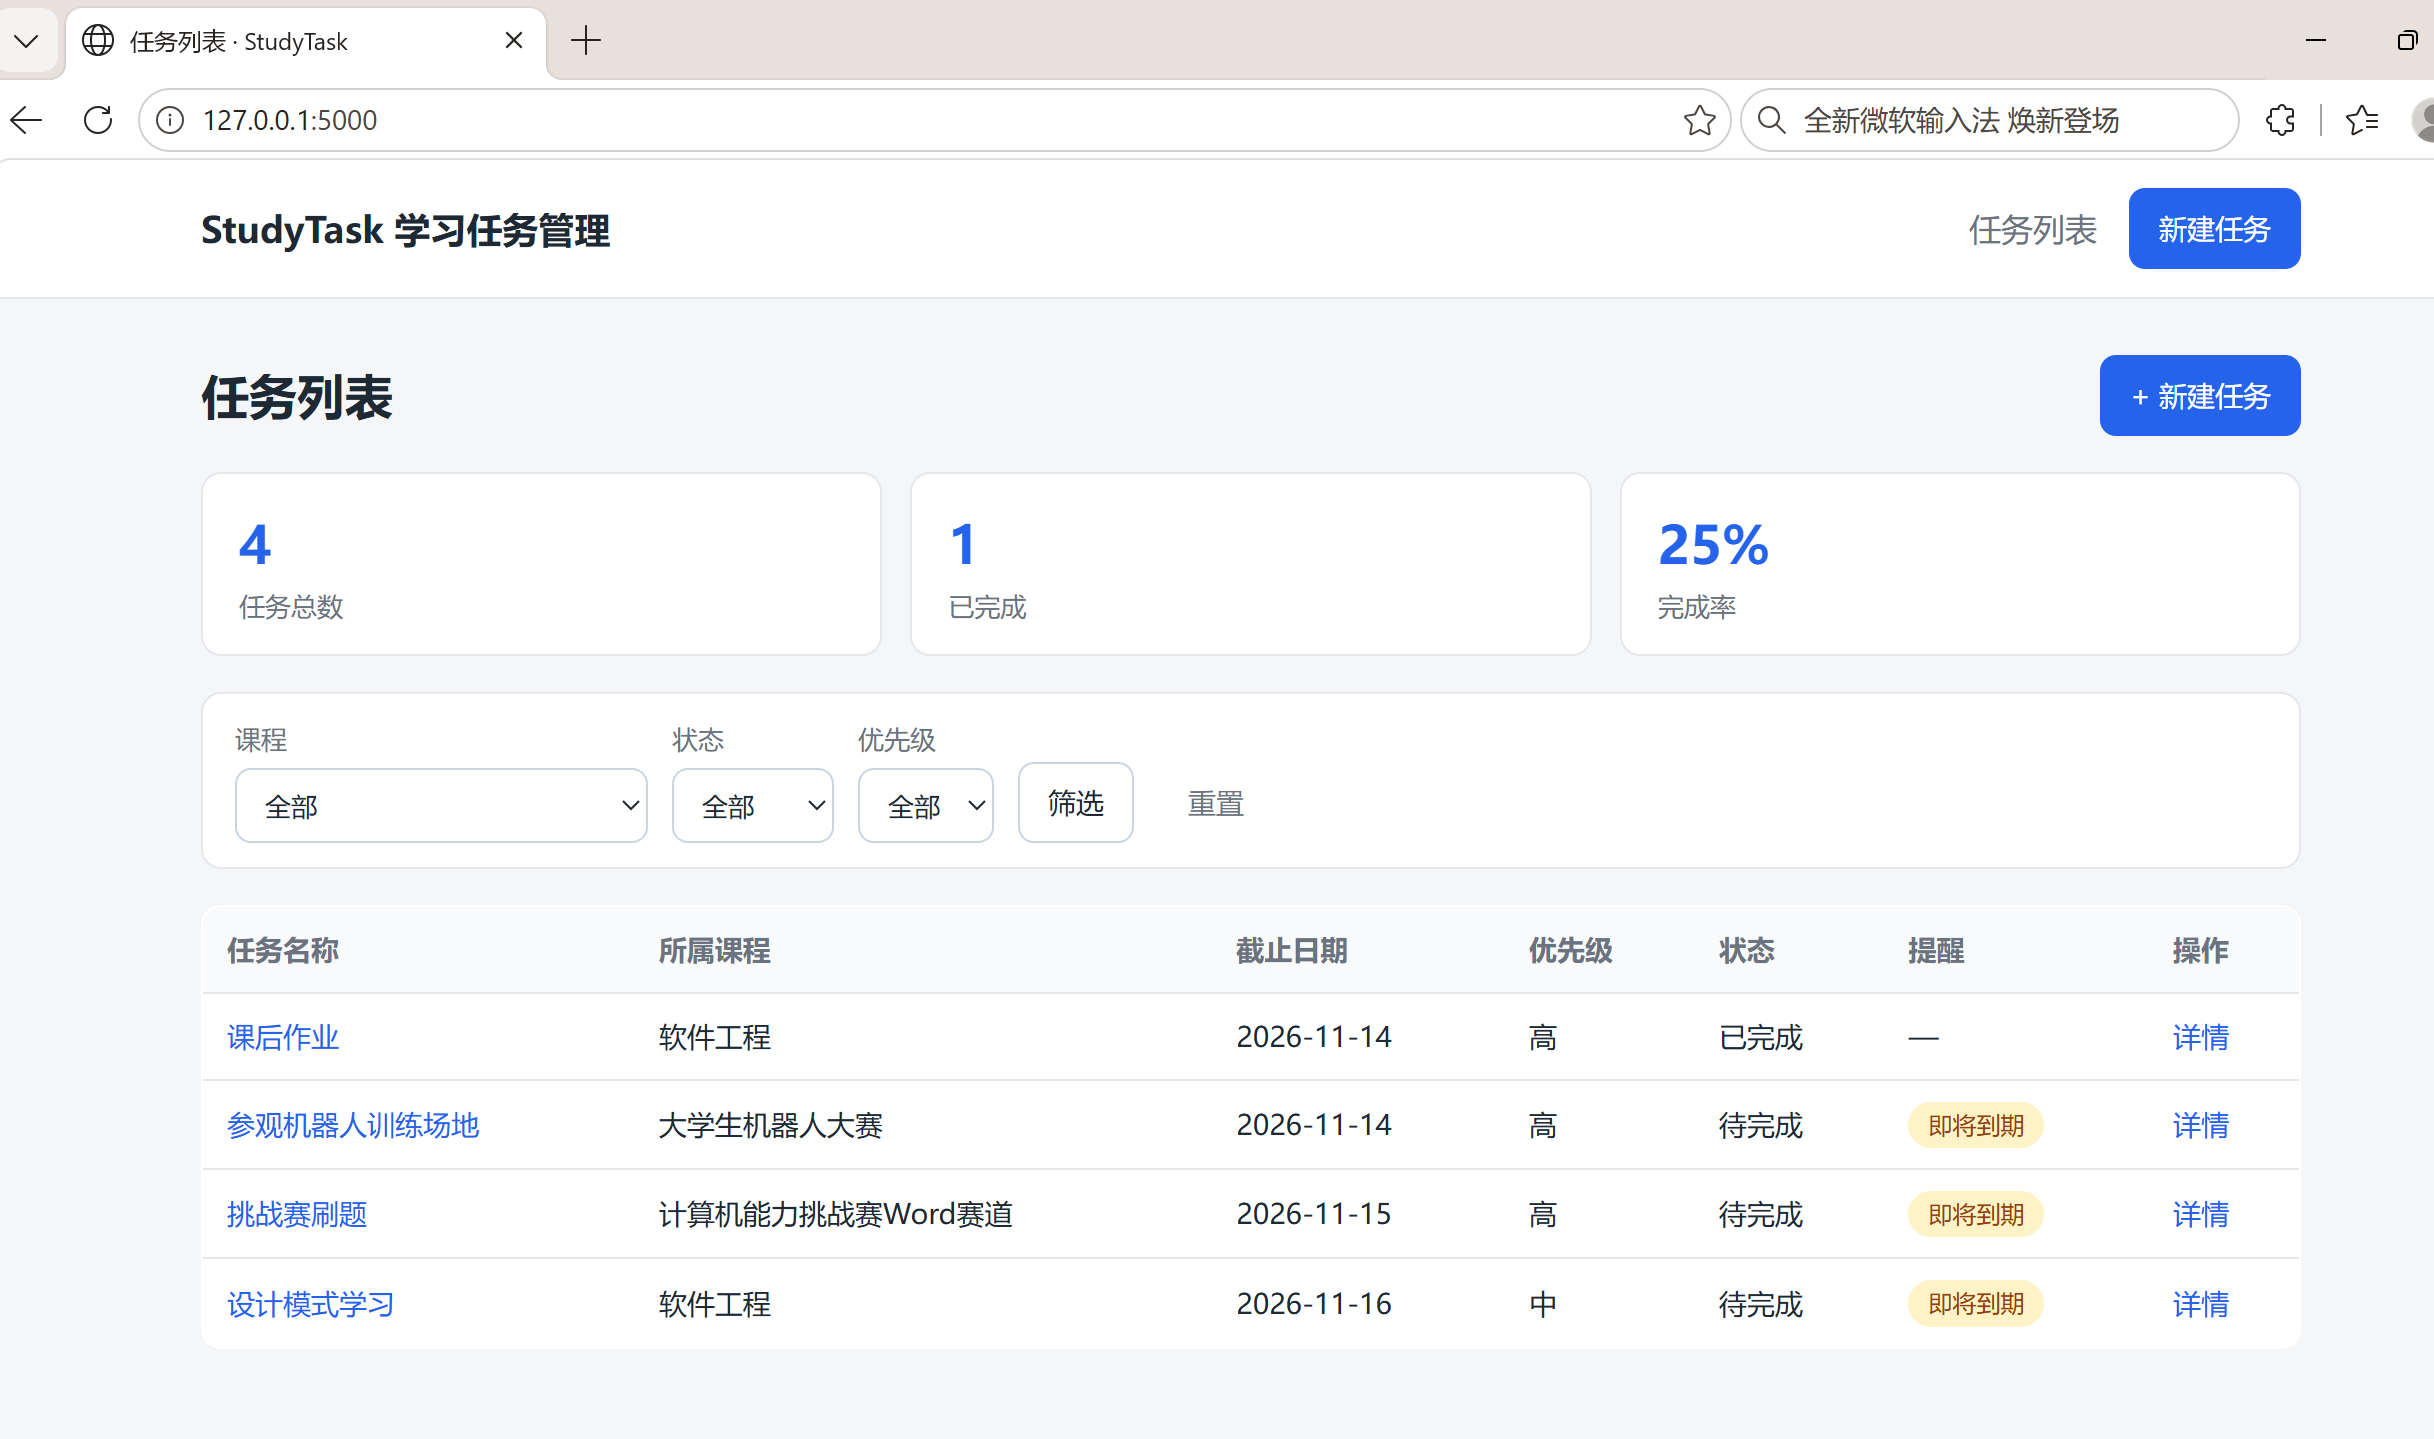 任务列表 · StudyTask
127.0.0.1:5000
全新微软输入法 焕新登场
StudyTask 学习任务管理
任务列表
新建任务
任务列表
+ 新建任务
4
任务总数
1
已完成
25%
完成率
课程
状态
优先级
全部
全部
全部
筛选
重置
任务名称 所属课程 截止日期 优先级 状态 提醒 操作
课后作业 软件工程 2026-11-14 高 已完成 — 详情
参观机器人训练场地 大学生机器人大赛 2026-11-14 高 待完成 即将到期 详情
挑战赛刷题 计算机能力挑战赛Word赛道 2026-11-15 高 待完成 即将到期 详情
设计模式学习 软件工程 2026-11-16 中 待完成 即将到期 详情